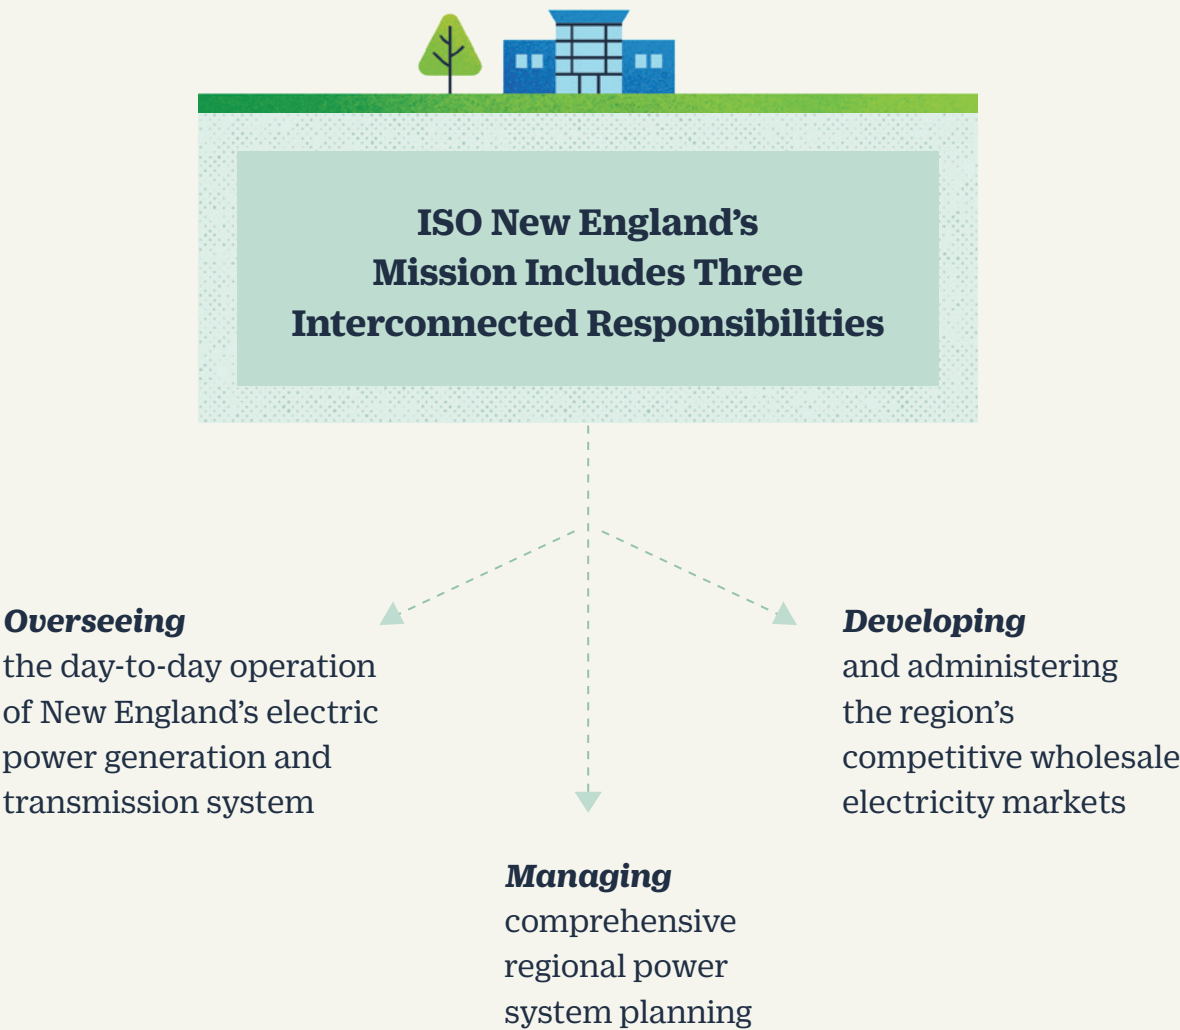 ISO New England’s
Mission Includes Three
Interconnected Responsibilities
Overseeing
the day-to-day operation
of New England’s electric
power generation and
transmission system
Managing
comprehensive
regional power
system planning
Developing
and administering
the region’s
competitive wholesale
electricity markets